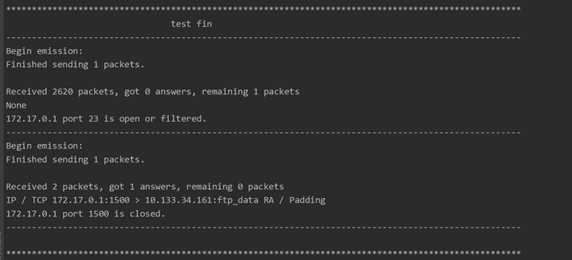 ****************************************************************************************************
test fin
----------------------------------------------------------------------------------------------------
Begin emission:
Finished sending 1 packets.
Received 2620 packets, got 0 answers, remaining 1 packets
None
172.17.0.1 port 23 is open or filtered.
----------------------------------------------------------------------------------------------------
Begin emission:
Finished sending 1 packets.
Received 2 packets, got 1 answers, remaining 0 packets
IP / TCP 172.17.0.1:1500 > 10.133.34.161:ftp_data RA / Padding
172.17.0.1 port 1500 is closed.
----------------------------------------------------------------------------------------------------
****************************************************************************************************